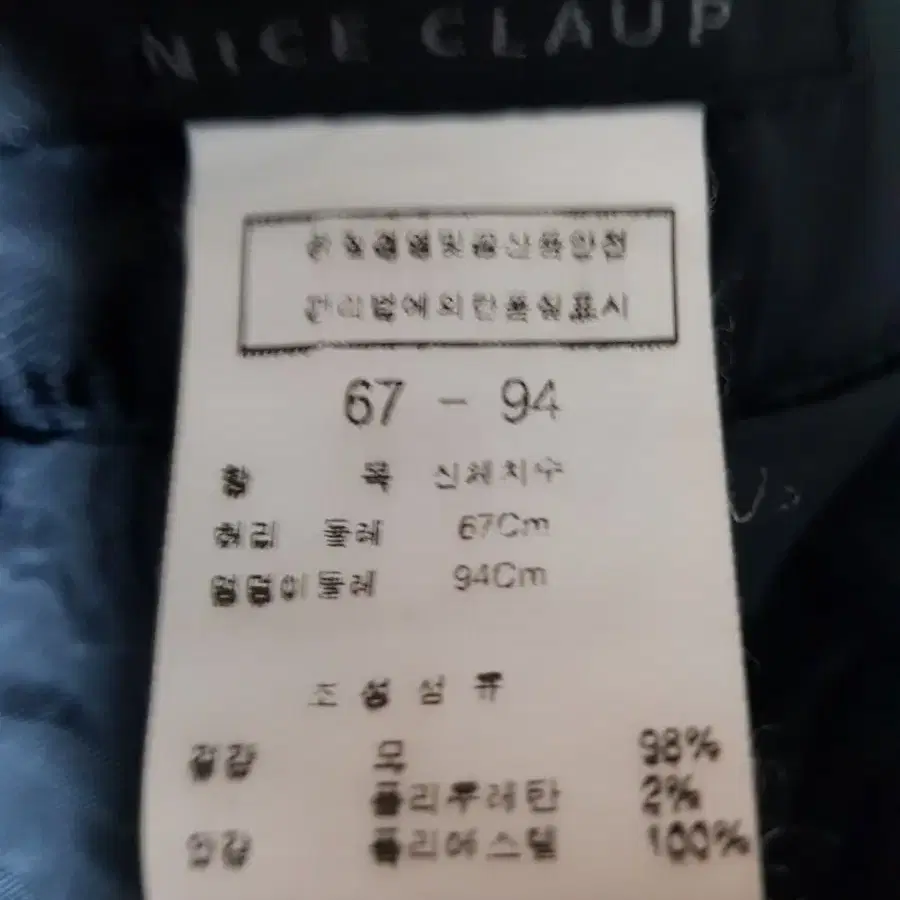 NICE CLAUP
품질경영및공산품안전
관리법에의한품질표시
67 - 94
항 목 신체치수
허리 둘레 67Cm
엉덩이둘레 94Cm
조성섬유
겉감 모 98%
폴리우레탄 2%
안감 폴리에스텔 100%